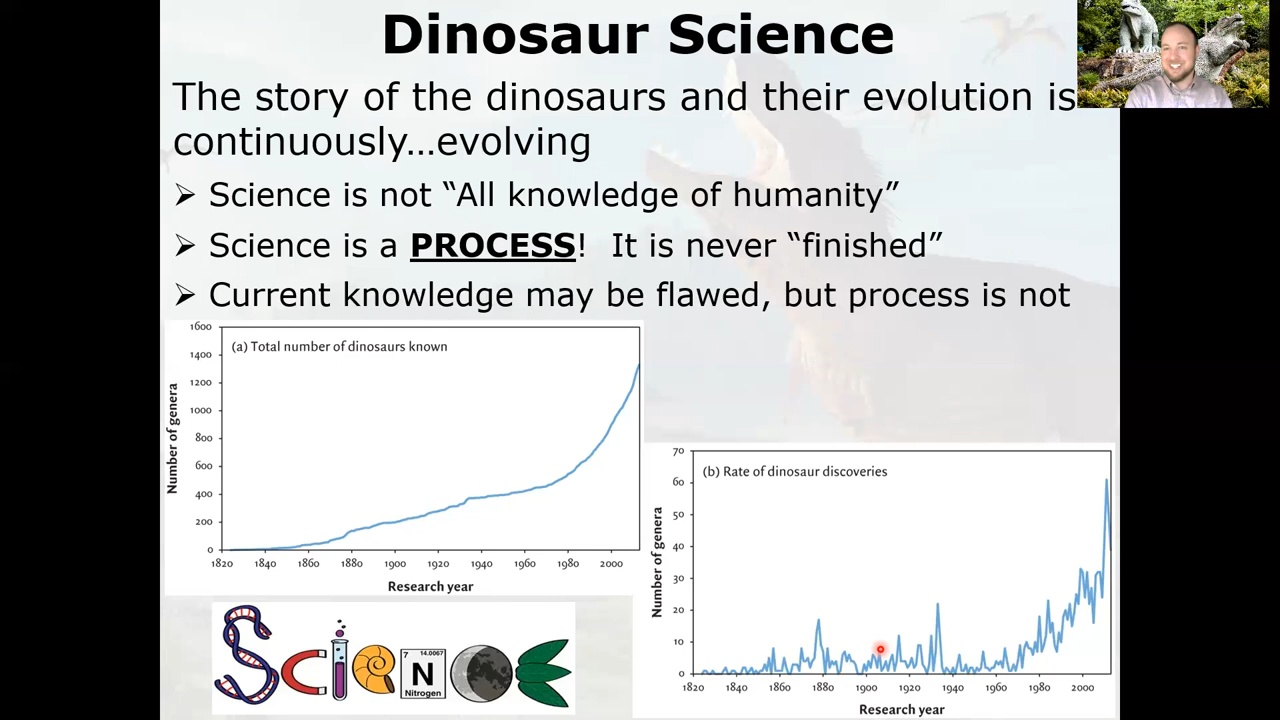 Dinosaur Science
The story of the dinosaurs and their evolution is
continuously...evolving
➢ Science is not “All knowledge of humanity”
➢ Science is a PROCESS! It is never “finished”
➢ Current knowledge may be flawed, but process is not
(a) Total number of dinosaurs known
Number of genera
1600
1400
1200
1000
800
600
400
200
0
1820 1840 1860 1880 1900 1920 1940 1960 1980 2000
Research year
(b) Rate of dinosaur discoveries
Number of genera
70
60
50
40
30
20
10
0
1820 1840 1860 1880 1900 1920 1940 1960 1980 2000
Research year
SCIENCE
7 14.0067
N
Nitrogen